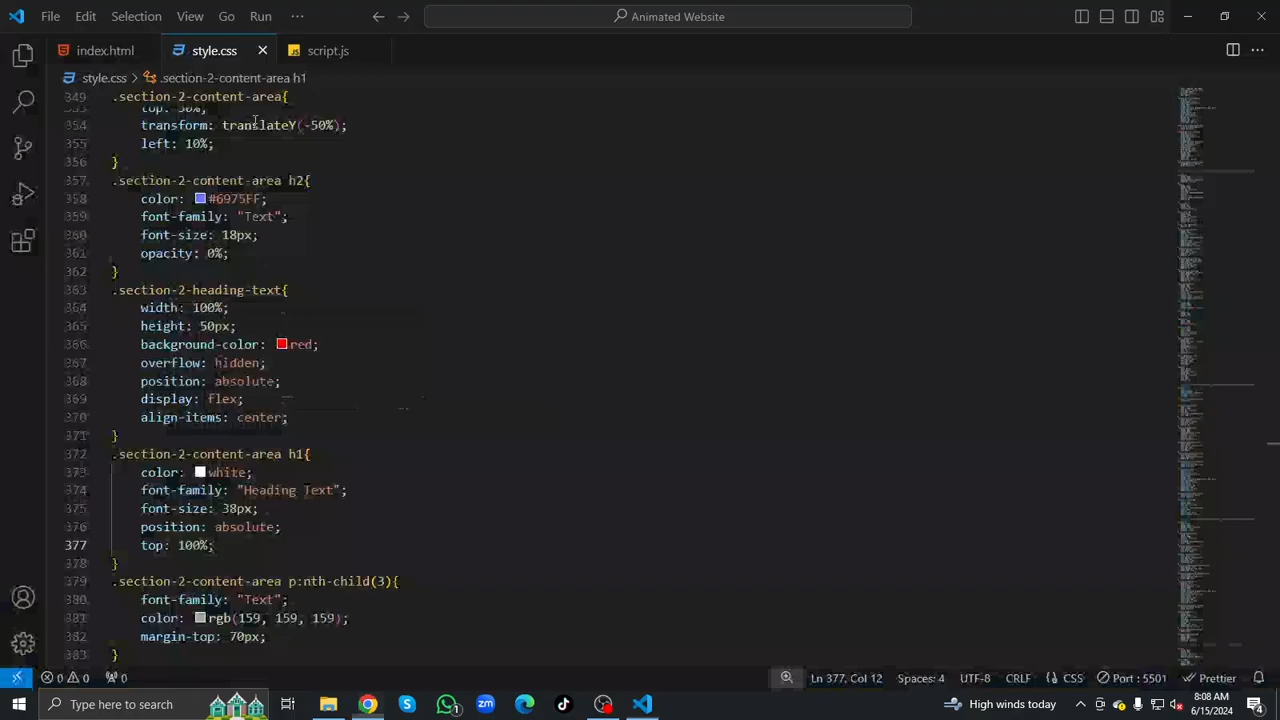 File Edit Selection View Go Run ··· Animated Website
index.html style.css script.js
style.css > .section-2-content-area h1
349 .section-2-content-area{
354 transform: translateY(-50%);
355 left: 10%;
356 }
357 .section-2-content-area h2{
358 color: #6975FF;
359 font-family: "Text";
360 font-size: 18px;
361 opacity: 0%;
362 }
363 .section-2-heading-text{
364 width: 100%;
365 height: 50px;
366 background-color: red;
367 overflow: hidden;
368 position: absolute;
369 display: flex;
370 align-items: center;
371 }
372 .section-2-content-area h1{
373 color: white;
374 font-family: "Heading Text";
375 font-size: 38px;
376 position: absolute;
377 top: 100%;
378 }
379 .section-2-content-area p:nth-child(3){
380 font-family: "Text";
381 color: rgb(159, 159, 159);
382 margin-top: 70px;
383 }
0 0 0 Ln 377, Col 12 Spaces: 4 UTF-8 CRLF CSS Port : 5501 Prettier
Type here to search High winds today 8:08 AM
6/15/2024